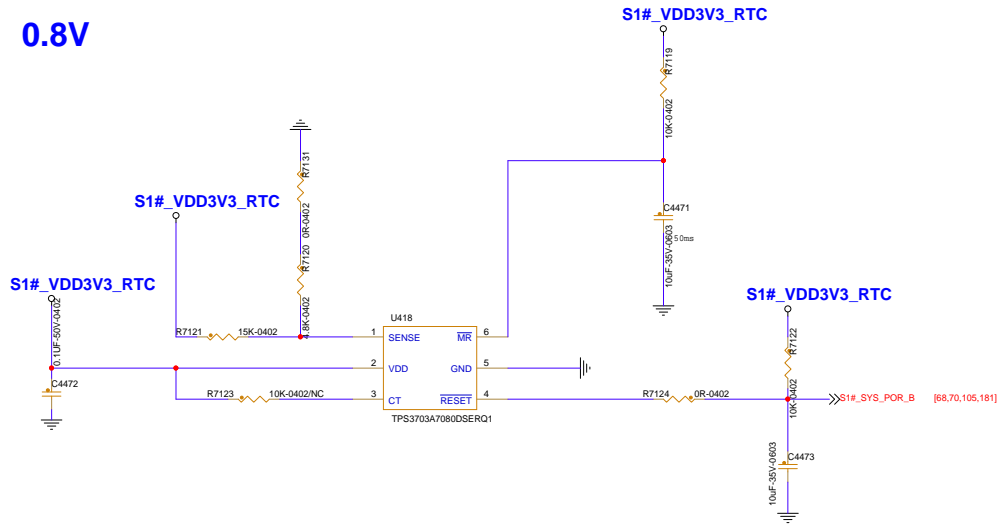 0.8V
S1#_VDD3V3_RTC
R7119
10K-0402
R7131
0R-0402
S1#_VDD3V3_RTC
R7120
4.8K-0402
C4471
50ms
10uF-35V-0603
S1#_VDD3V3_RTC
S1#_VDD3V3_RTC
0.1UF-50V-0402
R7121
15K-0402
U418
1
SENSE
MR
6
R7122
10K-0402
2
VDD
GND
5
C4472
R7123
10K-0402/NC
3
CT
RESET
4
R7124
0R-0402
S1#_SYS_POR_B
[68,70,105,181]
TPS3703A7080DSERQ1
C4473
10uF-35V-0603